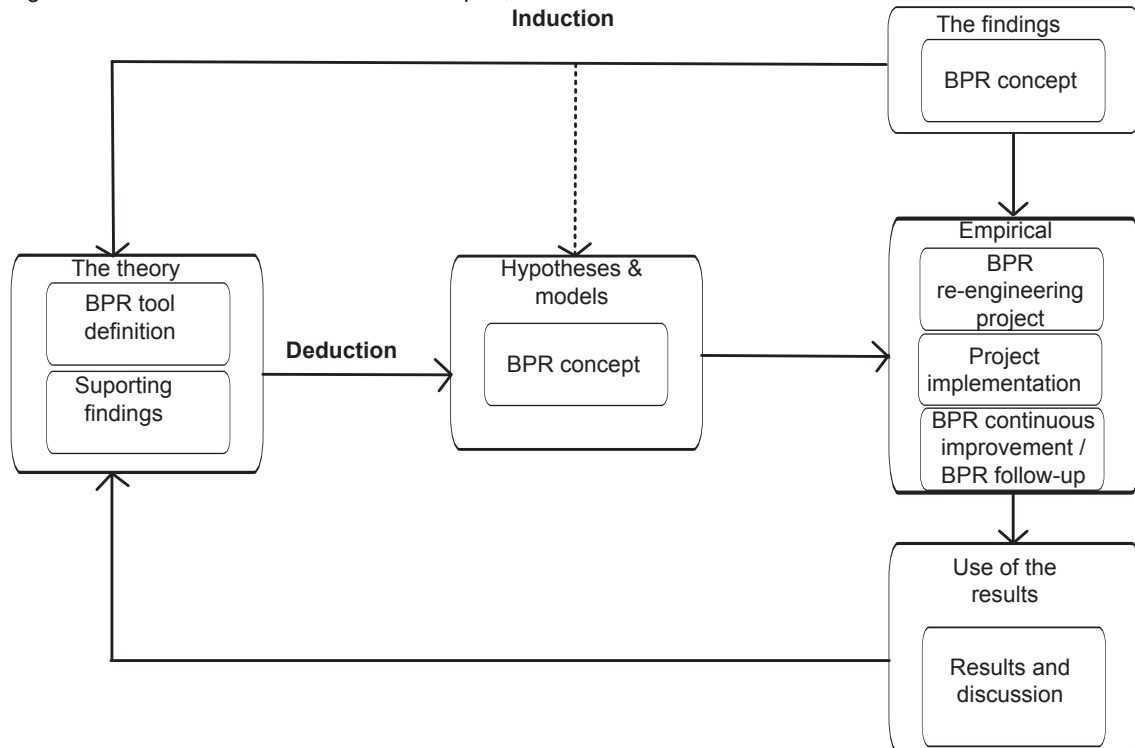 Induction
The findings
BPR concept
The theory
BPR tool
definition
Suporting
findings
Deduction
Hypotheses &
models
BPR concept
Empirical
BPR
re-engineering
project
Project
implementation
BPR continuous
improvement /
BPR follow-up
Use of the
results
Results and
discussion